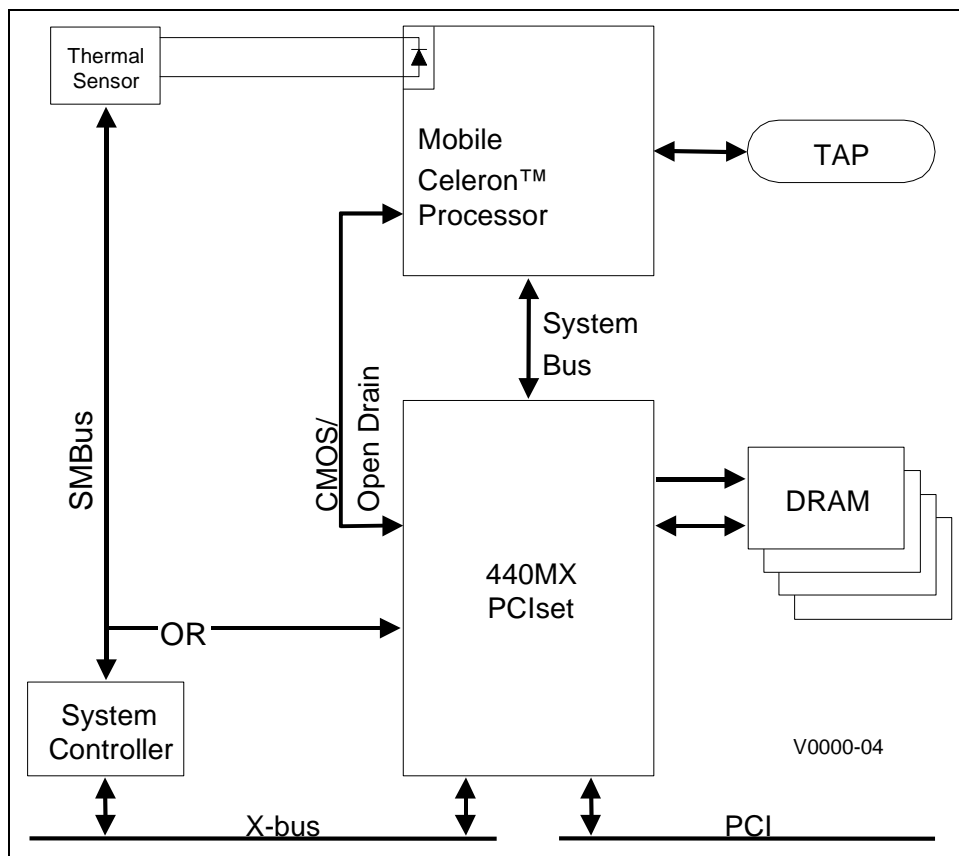 Thermal
Sensor
Mobile
Celeron™
Processor
TAP
System
Bus
SMBus
CMOS/
Open Drain
DRAM
440MX
PCIset
OR
System
Controller
V0000-04
X-bus
PCI